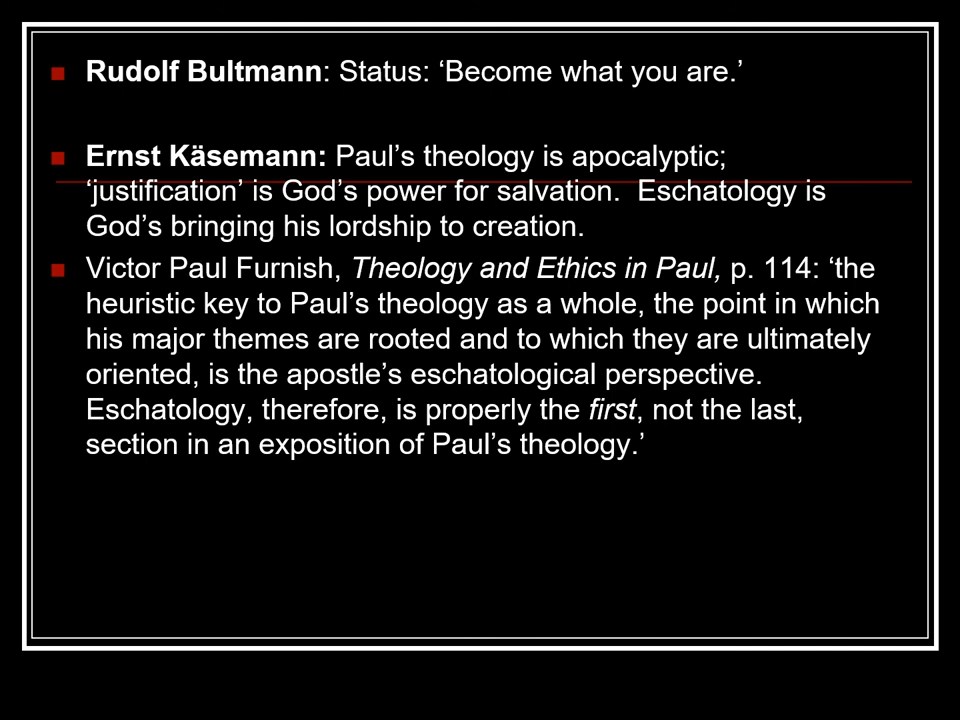 Rudolf Bultmann: Status: ‘Become what you are.’
Ernst Käsemann: Paul’s theology is apocalyptic;
‘justification’ is God’s power for salvation.  Eschatology is
God’s bringing his lordship to creation.
Victor Paul Furnish, Theology and Ethics in Paul, p. 114: ‘the
heuristic key to Paul’s theology as a whole, the point in which
his major themes are rooted and to which they are ultimately
oriented, is the apostle’s eschatological perspective.
Eschatology, therefore, is properly the first, not the last,
section in an exposition of Paul’s theology.’